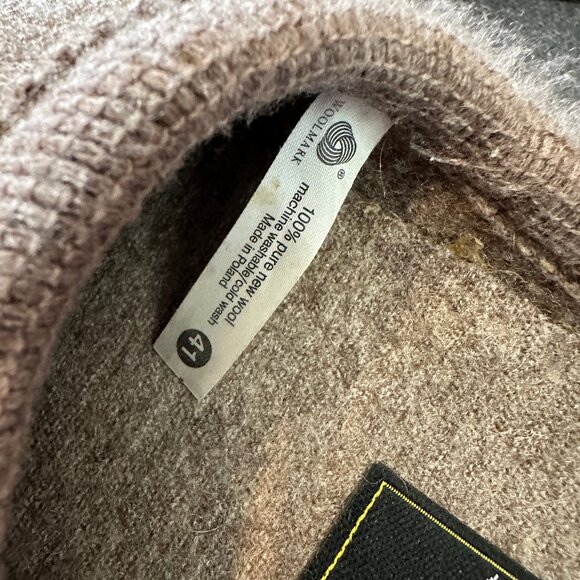 WOOLMARK
®
100% pure new wool
machine washable/cold wash
Made in Poland
41